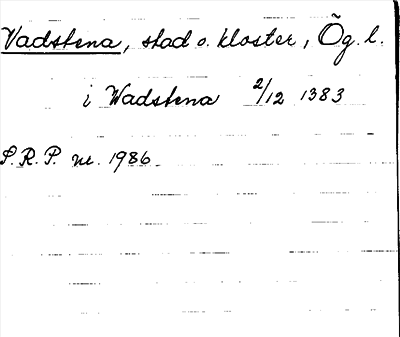 Vadstena, stad o. kloster, Ög. l.
i Wadstena 2/12 1383
S.R.P. nr. 1986